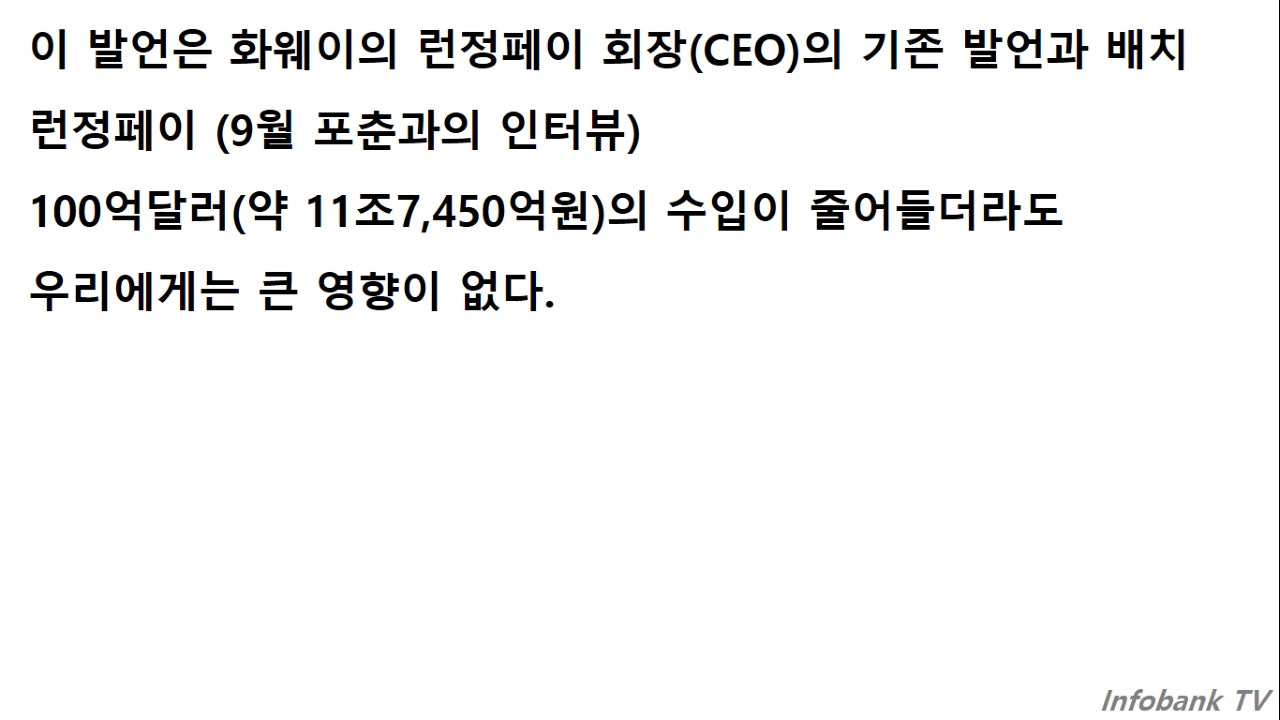 이 발언은 화웨이의 런정페이 회장(CEO)의 기존 발언과 배치
런정페이 (9월 포춘과의 인터뷰)
100억달러(약 11조7,450억원)의 수입이 줄어들더라도
우리에게는 큰 영향이 없다.
Infobank TV